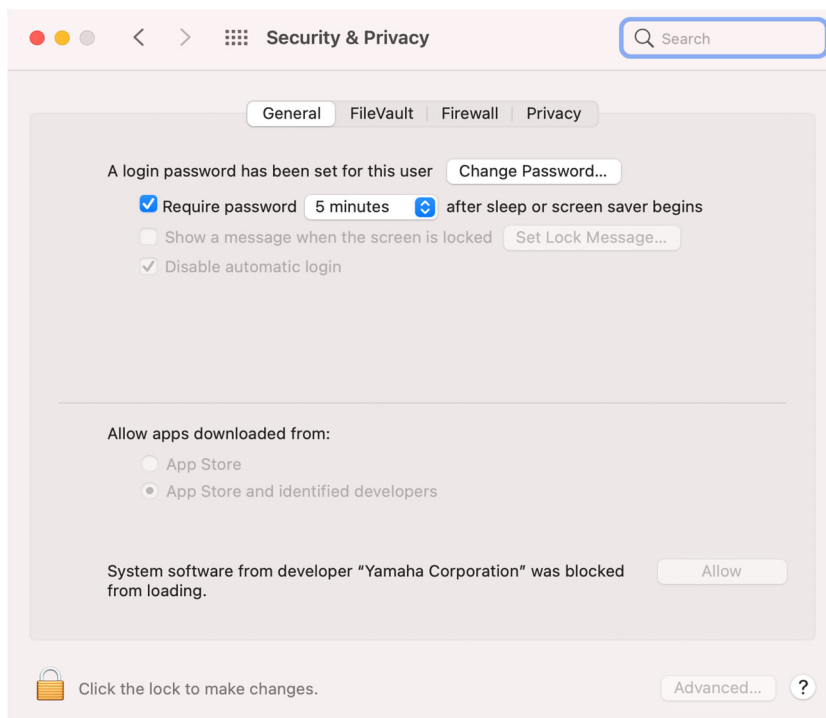 Security & Privacy
Search
General FileVault Firewall Privacy
A login password has been set for this user Change Password...
Require password 5 minutes after sleep or screen saver begins
Show a message when the screen is locked Set Lock Message...
Disable automatic login
Allow apps downloaded from:
App Store
App Store and identified developers
System software from developer “Yamaha Corporation” was blocked Allow
from loading.
Click the lock to make changes. Advanced... ?